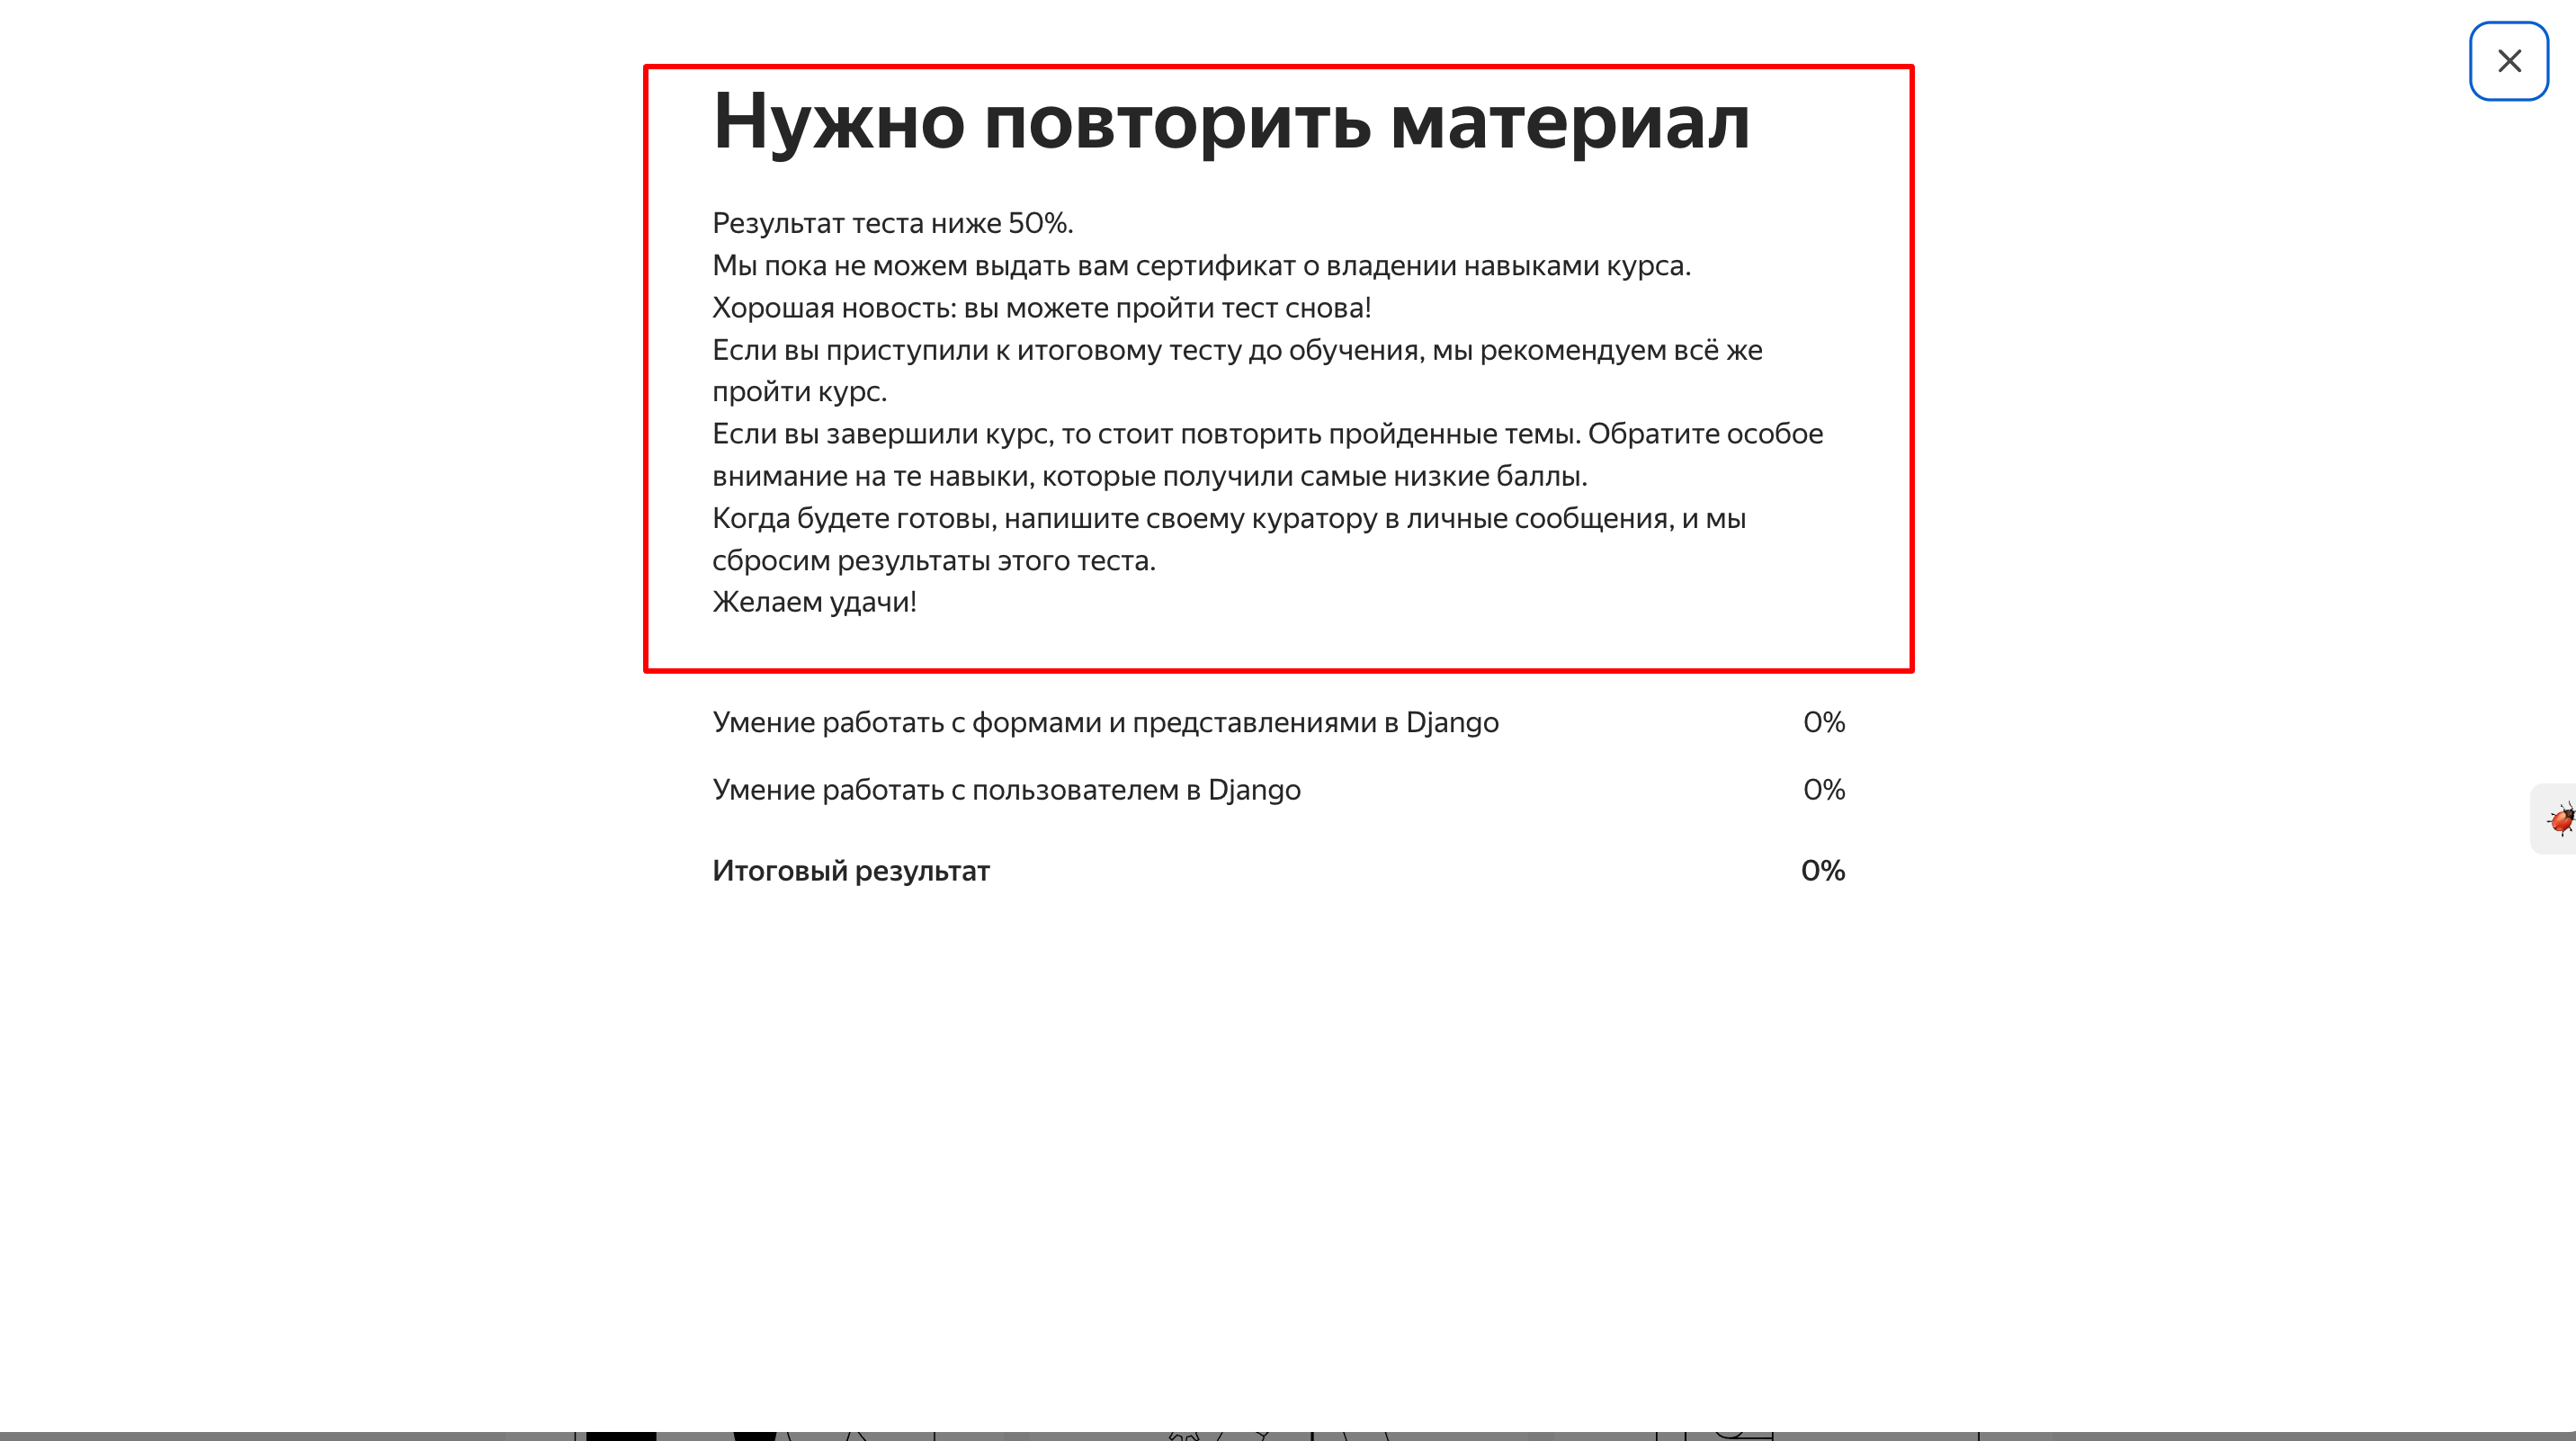 Нужно повторить материал
Результат теста ниже 50%.
Мы пока не можем выдать вам сертификат о владении навыками курса.
Хорошая новость: вы можете пройти тест снова!
Если вы приступили к итоговому тесту до обучения, мы рекомендуем всё же
пройти курс.
Если вы завершили курс, то стоит повторить пройденные темы. Обратите особое
внимание на те навыки, которые получили самые низкие баллы.
Когда будете готовы, напишите своему куратору в личные сообщения, и мы
сбросим результаты этого теста.
Желаем удачи!
Умение работать с формами и представлениями в Django 0%
Умение работать с пользователем в Django 0%
Итоговый результат 0%